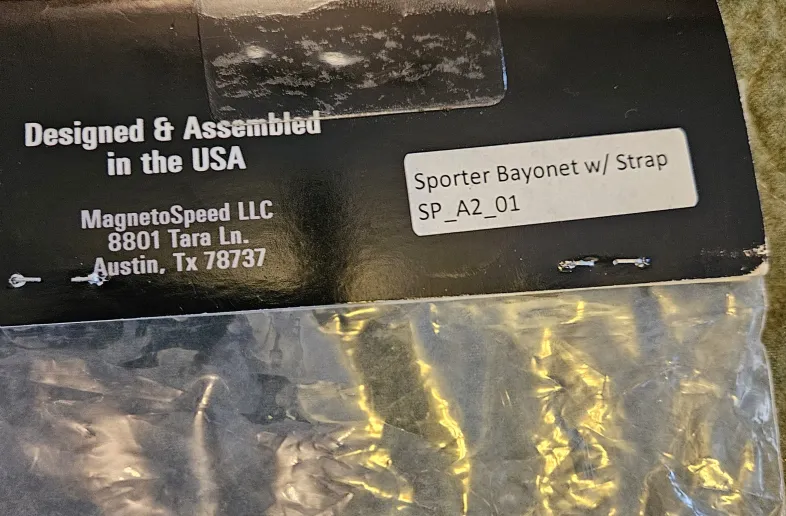 Designed & Assembled
in the USA
MagnetoSpeed LLC
8801 Tara Ln.
Austin, Tx 78737
Sporter Bayonet w/ Strap
SP_A2_01